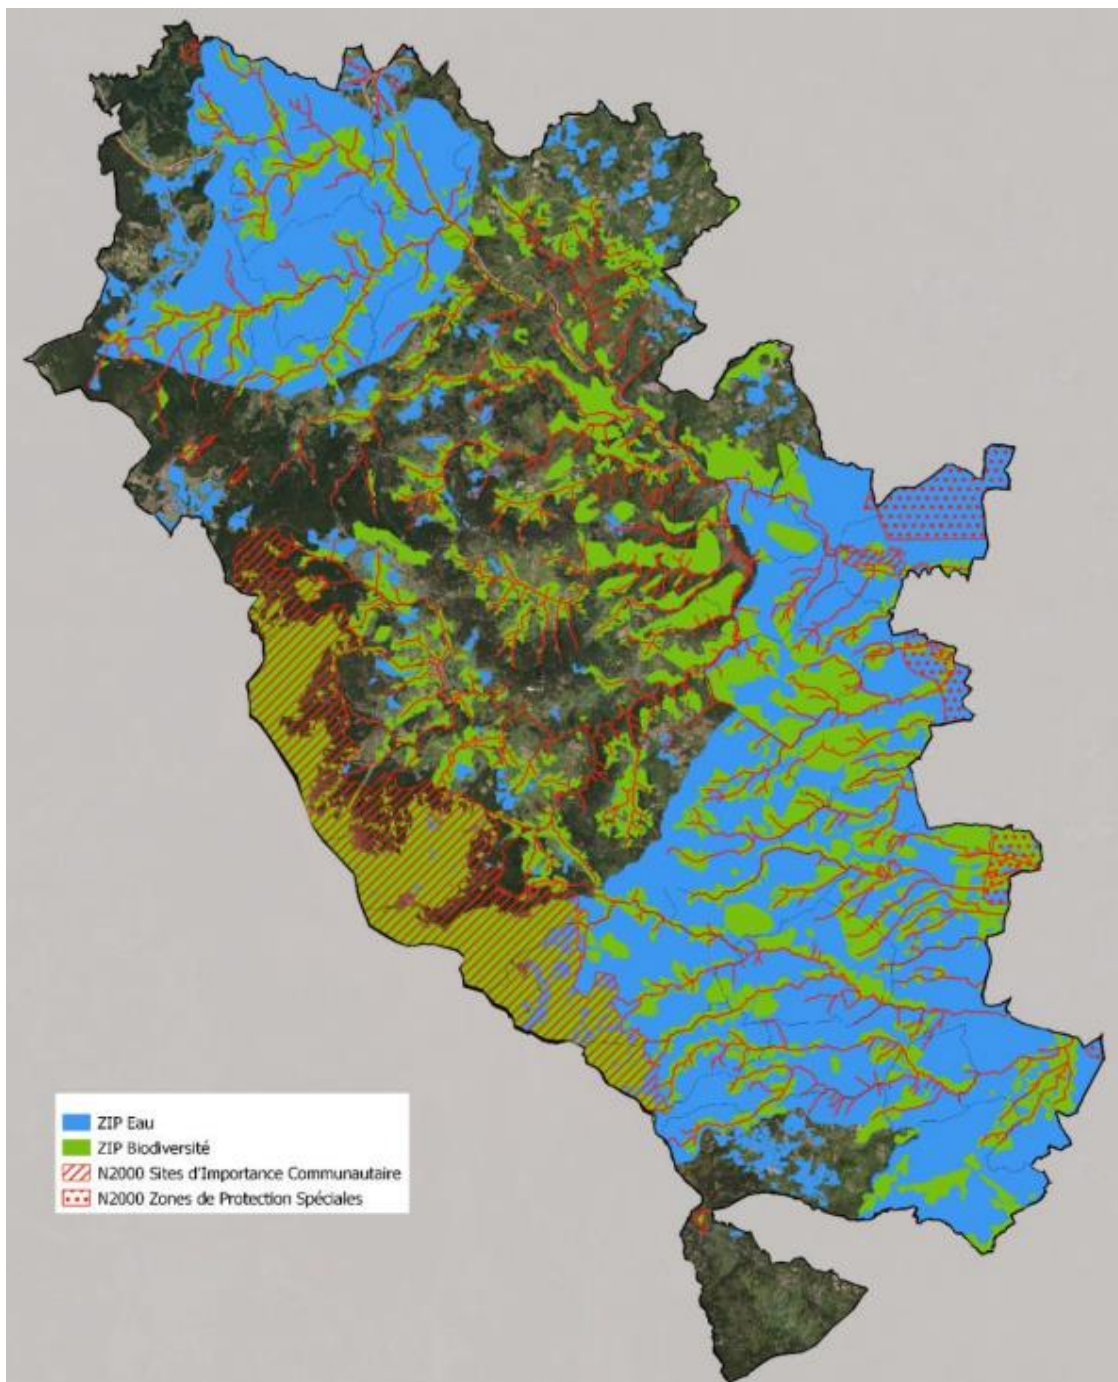 ZIP Eau
ZIP Biodiversité
N2000 Sites d'Importance Communautaire
N2000 Zones de Protection Spéciales